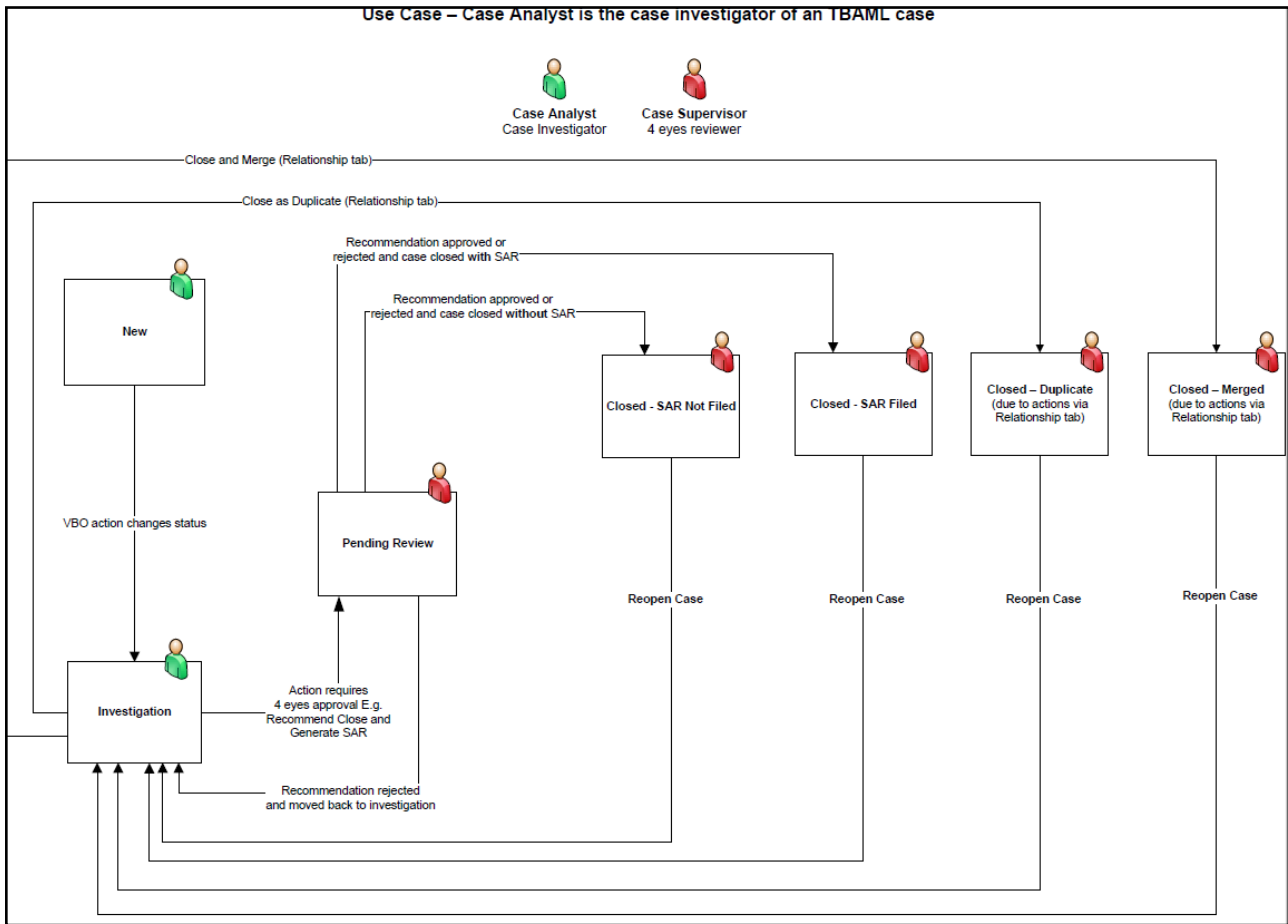 Use Case – Case Analyst is the case investigator of an TBAML case
Case Analyst
Case Investigator
Case Supervisor
4 eyes reviewer
Close and Merge (Relationship tab)
Close as Duplicate (Relationship tab)
Recommendation approved or
rejected and case closed with SAR
Recommendation approved or
rejected and case closed without SAR
New
Closed - SAR Not Filed
Closed - SAR Filed
Closed – Duplicate
(due to actions via
Relationship tab)
Closed – Merged
(due to actions via
Relationship tab)
VBO action changes status
Pending Review
Reopen Case
Reopen Case
Reopen Case
Reopen Case
Investigation
Action requires
4 eyes approval E.g.
Recommend Close and
Generate SAR
Recommendation rejected
and moved back to investigation